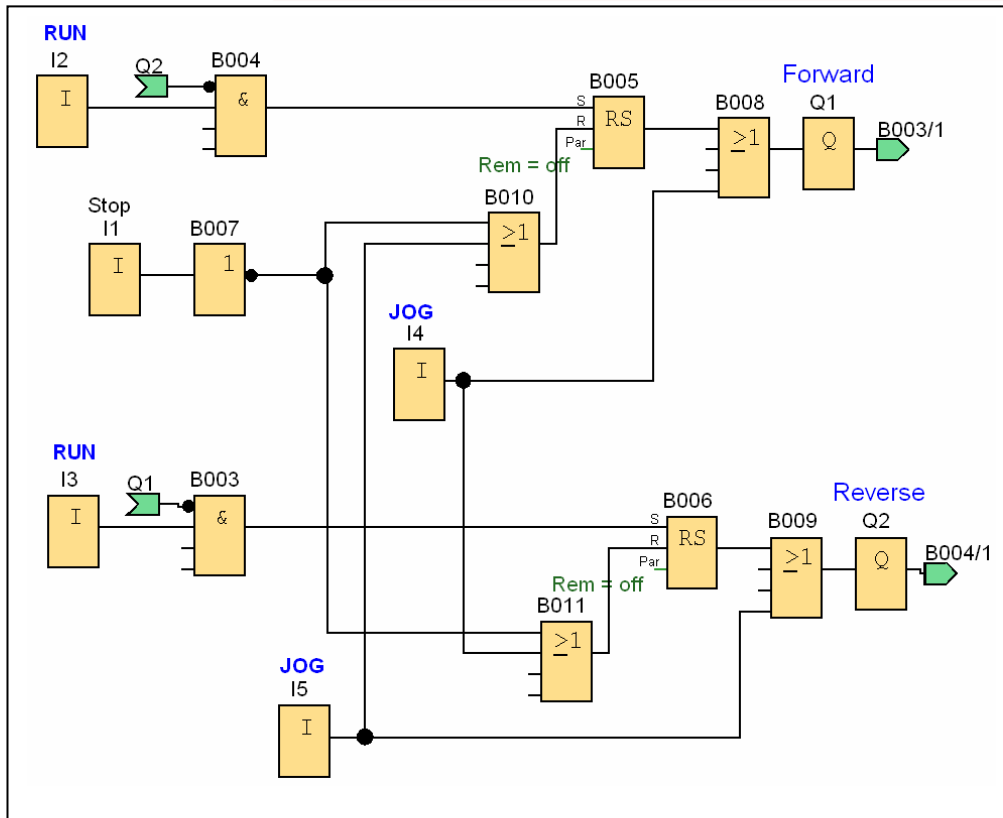 RUN
I2
I
Q2
B004
&
B005
S
R
Par
RS
Rem = off
B008
>1
Forward
Q1
Q
B003/1
B010
>1
Stop
I1
I
B007
1
JOG
I4
I
RUN
I3
I
Q1
B003
&
B006
S
R
Par
RS
Rem = off
B009
>1
Reverse
Q2
Q
B004/1
B011
>1
JOG
I5
I